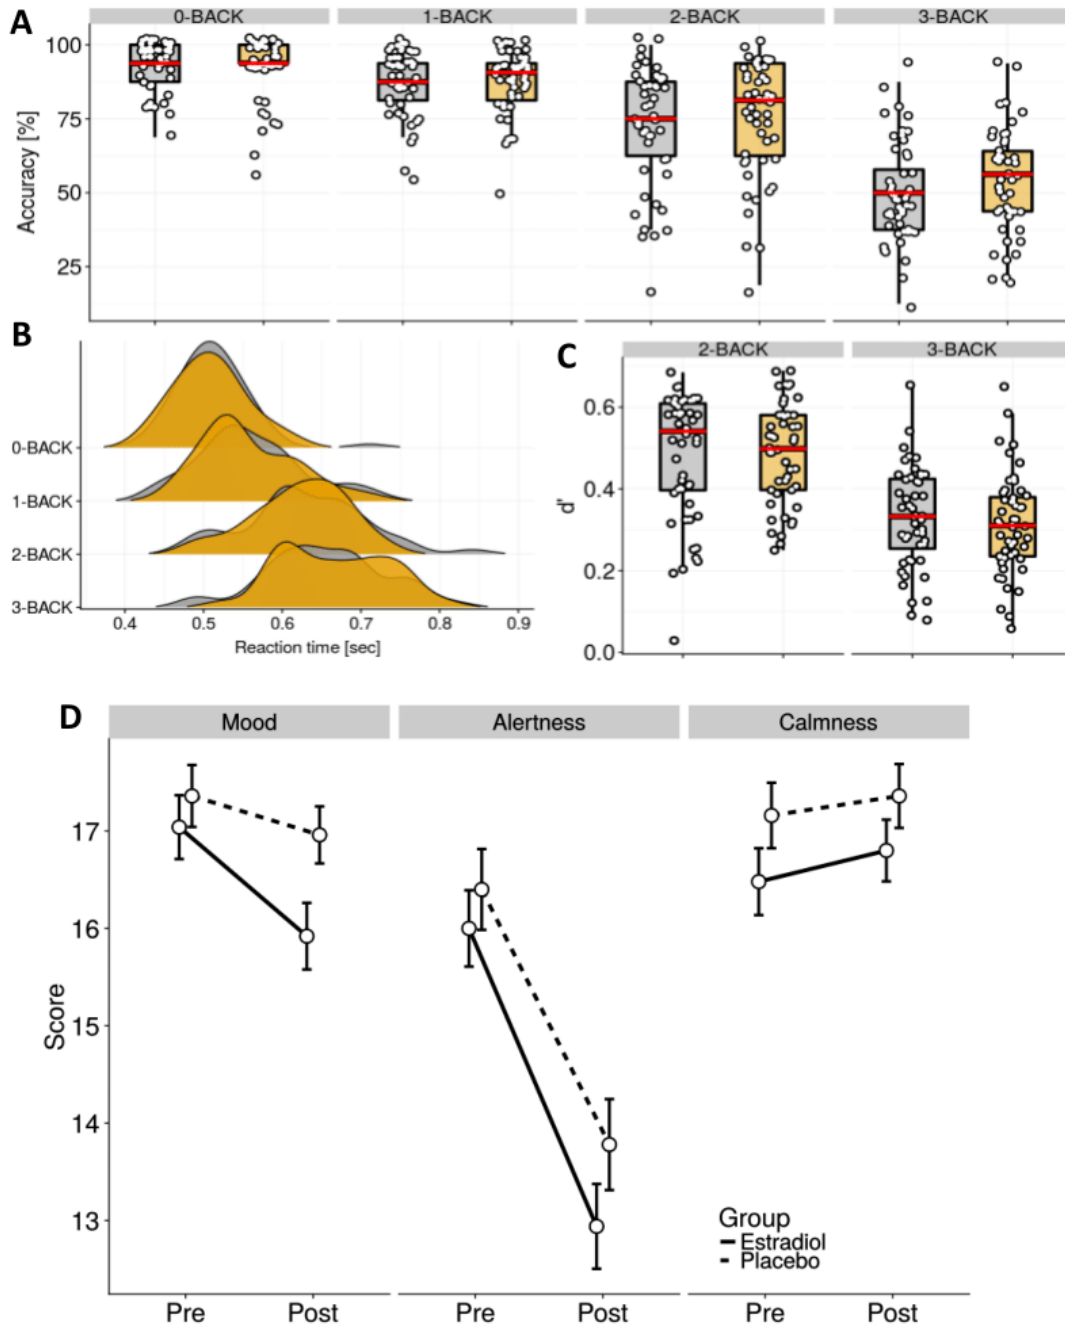 A
0-BACK 1-BACK 2-BACK 3-BACK
100
75
50
25
Accuracy [%]
B
0-BACK
1-BACK
2-BACK
3-BACK
0.4 0.5 0.6 0.7 0.8 0.9
Reaction time [sec]
C
2-BACK 3-BACK
0.6
0.4
0.2
0.0
d'
D
Mood Alertness Calmness
17
16
15
14
13
Score
Group
Estradiol
Placebo
Pre Post Pre Post Pre Post